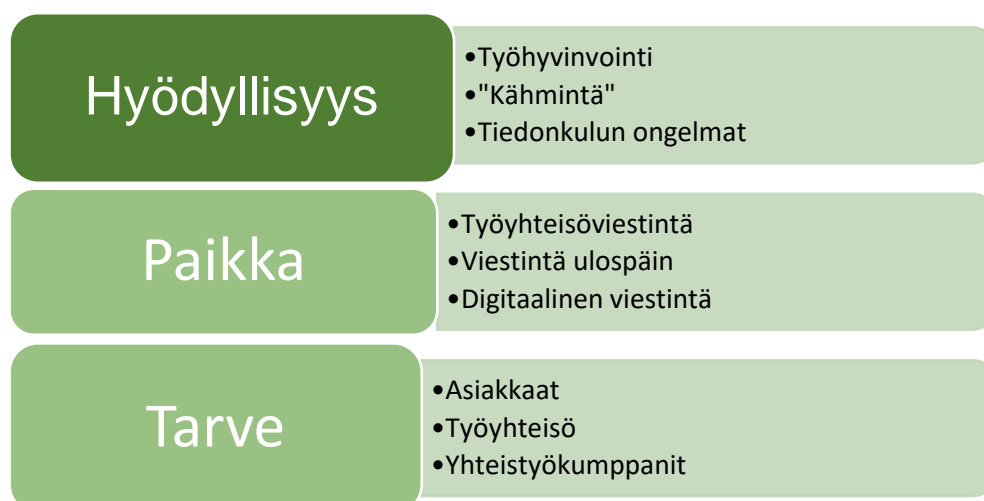 Hyödyllisyys
•Työhyvinvointi
•"Kähmintä"
•Tiedonkulun ongelmat
Paikka
•Työyhteisöviestintä
•Viestintä ulospäin
•Digitaalinen viestintä
Tarve
•Asiakkaat
•Työyhteisö
•Yhteistyökumppanit